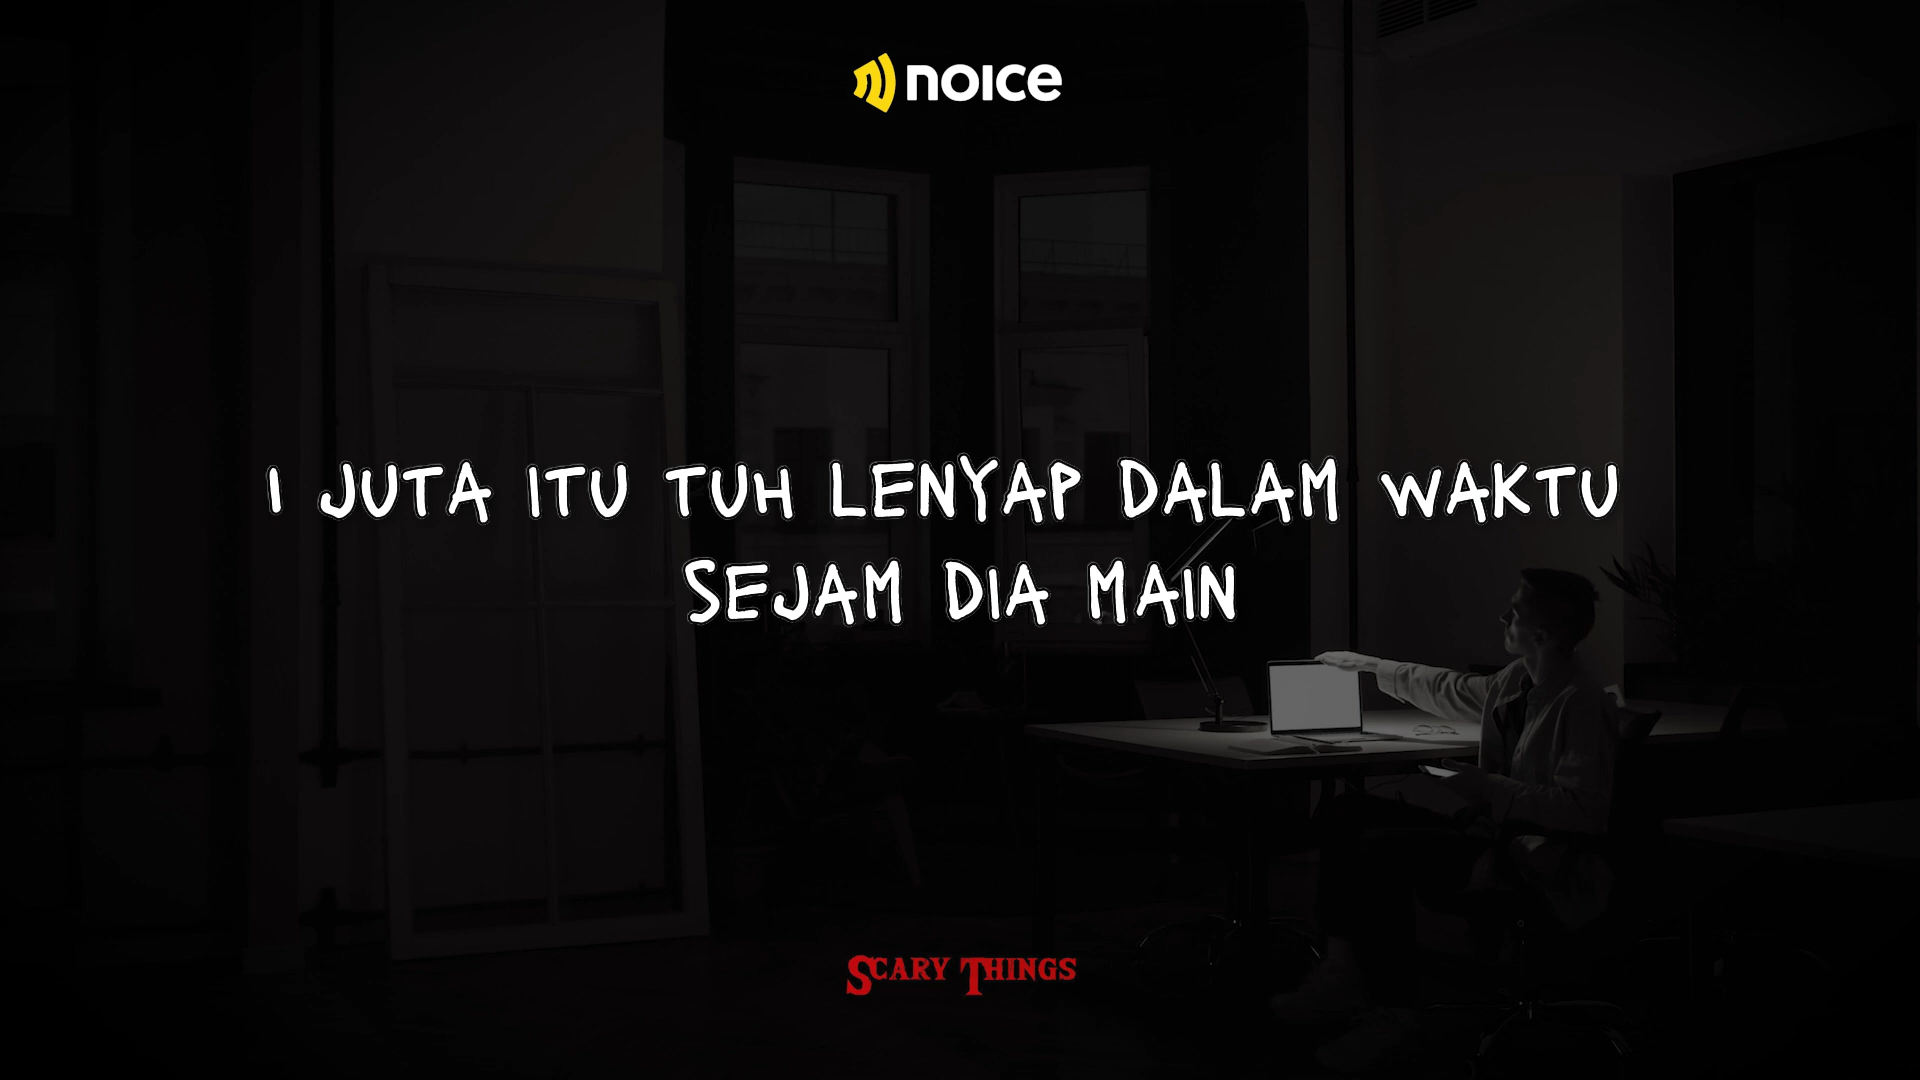 noice
1 JUTA ITU TUH LENYAP DALAM WAKTU
SEJAM DIA MAIN
SCARY THINGS